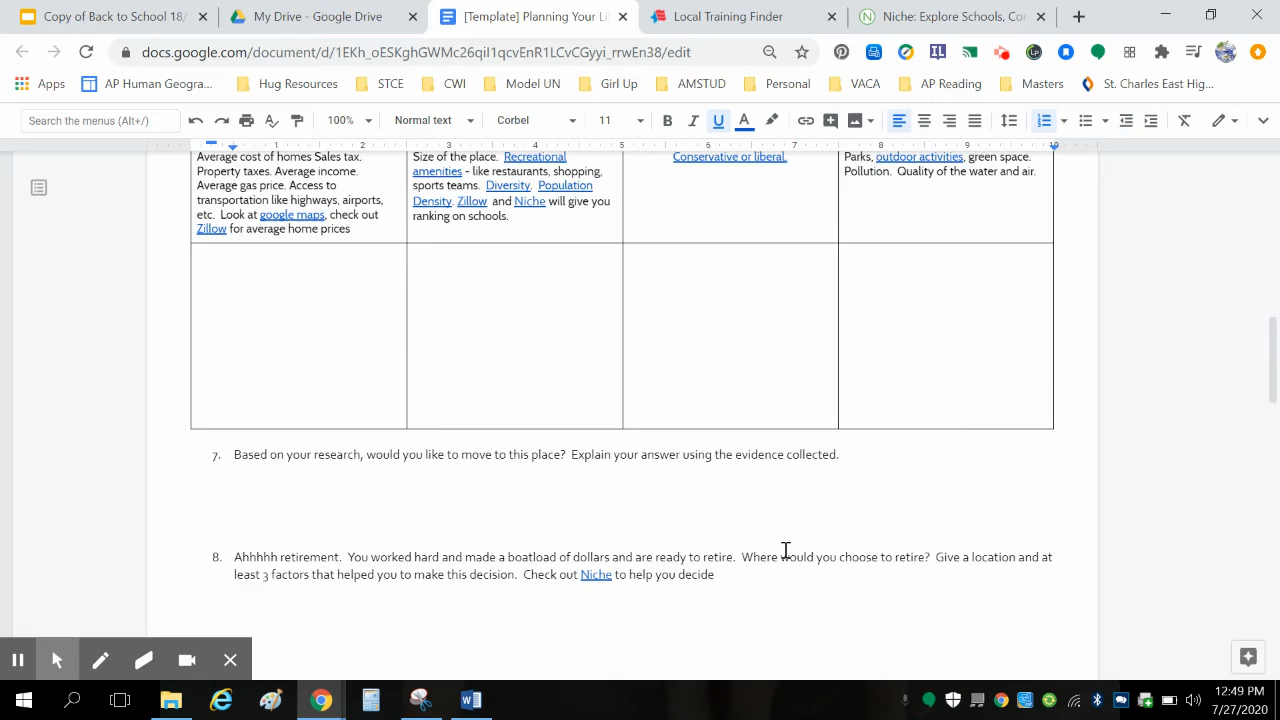 Copy of Back to School 18
My Drive - Google Drive
[Template] Planning Your Li
Local Training Finder
Niche: Explore Schools, Co
docs.google.com/document/d/1EKh_oESKghGWMc26qiI1qcvEnR1LCvCGyyi_rrwEn38/edit
Apps
AP Human Geogra...
Hug Resources
STCE
CWI
Model UN
Girl Up
AMSTUD
Personal
VACA
AP Reading
Masters
St. Charles East Hig...
Search the menus (Alt+/)
100%
Normal text
Corbel
11
1 2 3 4 5 6 7 8 9 10
Average cost of homes Sales tax.
Property taxes. Average income.
Average gas price. Access to
transportation like highways, airports,
etc. Look at google maps, check out
Zillow for average home prices
Size of the place. Recreational
amenities - like restaurants, shopping,
sports teams. Diversity. Population
Density. Zillow and Niche will give you
ranking on schools.
Conservative or liberal.
Parks, outdoor activities, green space.
Pollution. Quality of the water and air.
7. Based on your research, would you like to move to this place? Explain your answer using the evidence collected.
8. Ahhhhh retirement. You worked hard and made a boatload of dollars and are ready to retire. Where would you choose to retire? Give a location and at
least 3 factors that helped you to make this decision. Check out Niche to help you decide
12:49 PM
7/27/2020